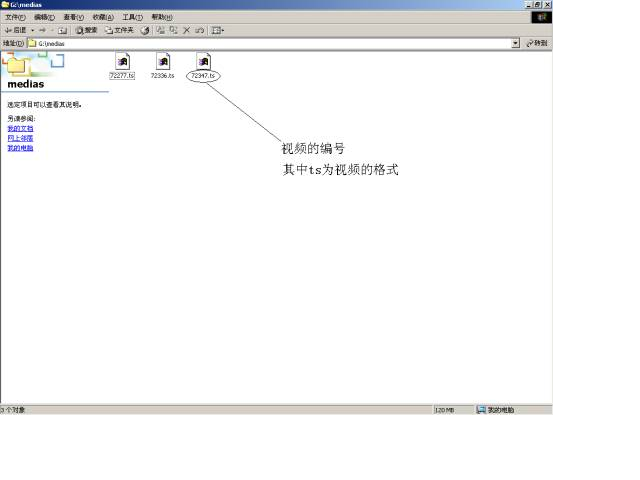 G:\medias
文件(F) 编辑(E) 查看(V) 收藏(A) 工具(T) 帮助(H)
后退 搜索 文件夹
地址(D) G:\medias 转到
medias
选定项目可以查看其说明。
另请参阅:
我的文档
网上邻居
我的电脑
72277.ts 72336.ts 72347.ts
视频的编号
其中ts为视频的格式
3 个对象 120 MB 我的电脑